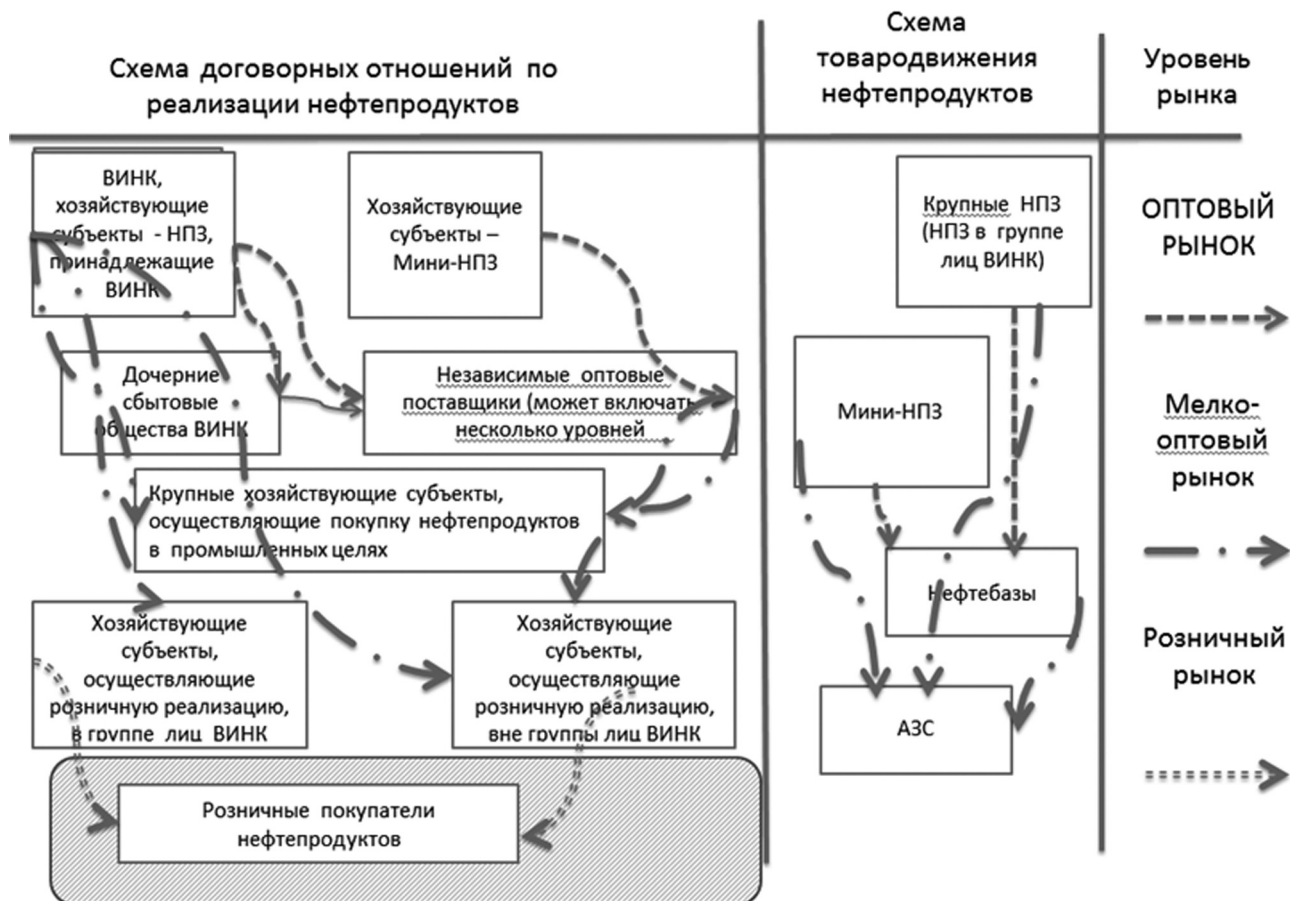 Схема договорных отношений по
реализации нефтепродуктов
Схема
товародвижения
нефтепродуктов
Уровень
рынка
ВИНК,
хозяйствующие
субъекты - НПЗ,
принадлежащие
ВИНК
Хозяйствующие
субъекты –
Мини-НПЗ
Дочерние
сбытовые
общества ВИНК
Независимые оптовые
поставщики (может включать
несколько уровней
Крупные хозяйствующие субъекты,
осуществляющие покупку нефтепродуктов
в промышленных целях
Хозяйствующие
субъекты,
осуществляющие
розничную реализацию,
в группе лиц ВИНК
Хозяйствующие
субъекты,
осуществляющие
розничную реализацию,
вне группы лиц ВИНК
Розничные покупатели
нефтепродуктов
Крупные НПЗ
(НПЗ в группе
лиц ВИНК)
Мини-НПЗ
Нефтебазы
АЗС
ОПТОВЫЙ
РЫНОК
Мелко-
оптовый
рынок
Розничный
рынок